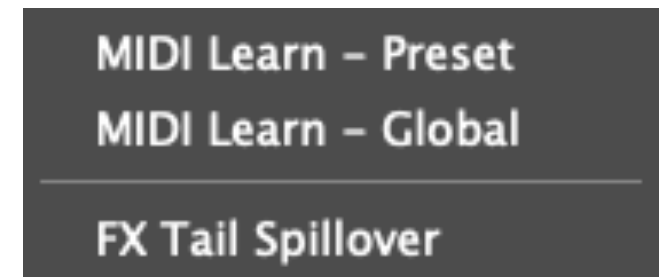 MIDI Learn – Preset
MIDI Learn – Global
FX Tail Spillover